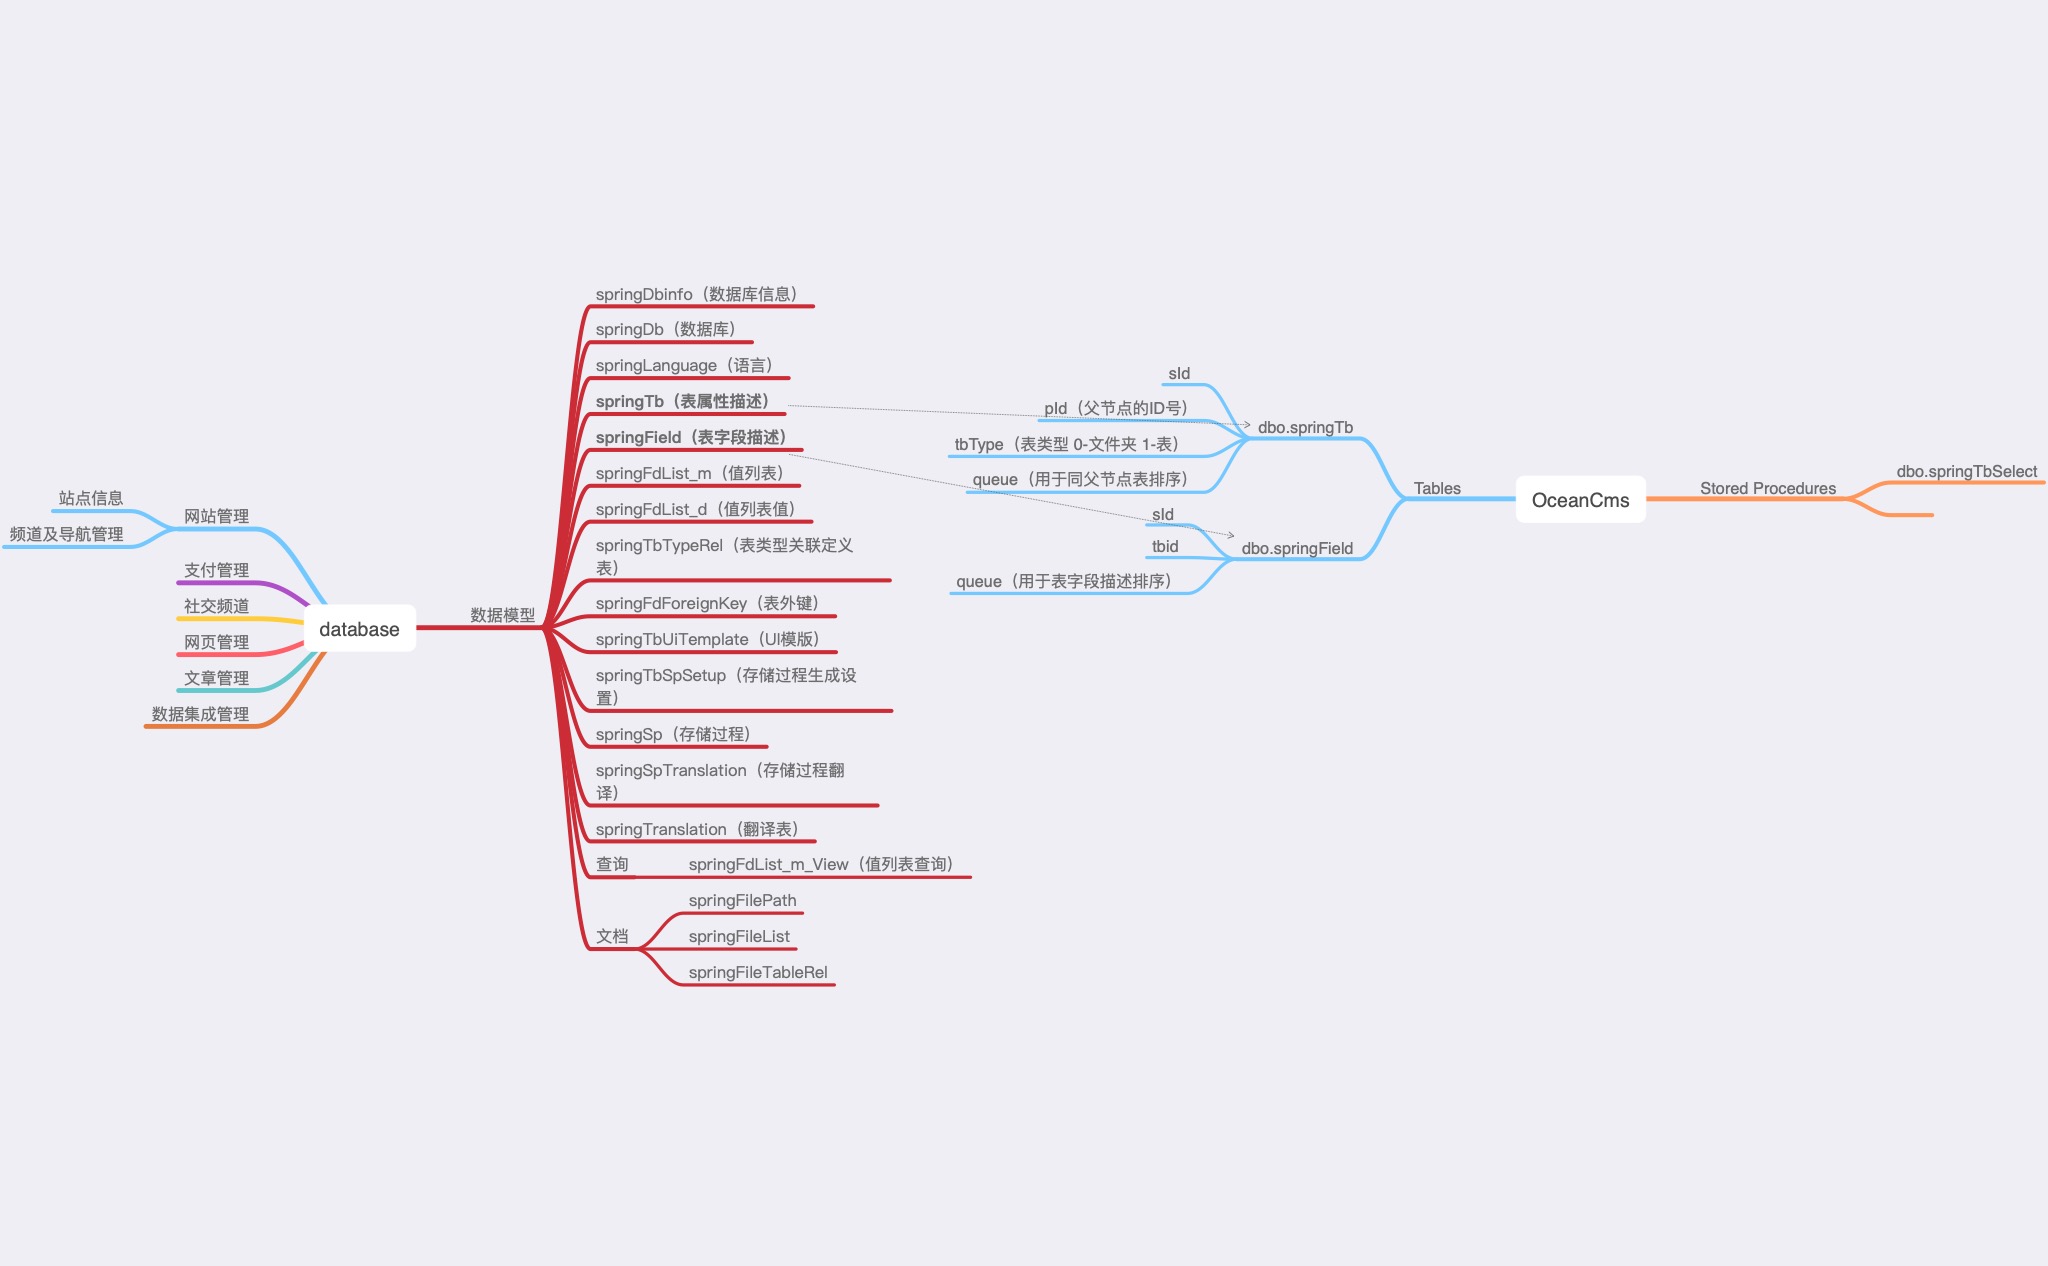 站点信息
频道及导航管理
网站管理
支付管理
社交频道
网页管理
文章管理
数据集成管理
database
数据模型
springDbinfo（数据库信息）
springDb（数据库）
springLanguage（语言）
springTb（表属性描述）
springField（表字段描述）
springFdList_m（值列表）
springFdList_d（值列表值）
springTbTypeRel（表类型关联定义
表）
springFdForeignKey（表外键）
springTbUiTemplate（UI模版）
springTbSpSetup（存储过程生成设
置）
springSp（存储过程）
springSpTranslation（存储过程翻
译）
springTranslation（翻译表）
查询
springFdList_m_View（值列表查询）
文档
springFilePath
springFileList
springFileTableRel
sId
pId（父节点的ID号）
tbType（表类型 0-文件夹 1-表）
queue（用于同父节点表排序）
dbo.springTb
sId
tbid
queue（用于表字段描述排序）
dbo.springField
Tables
OceanCms
Stored Procedures
dbo.springTbSelect